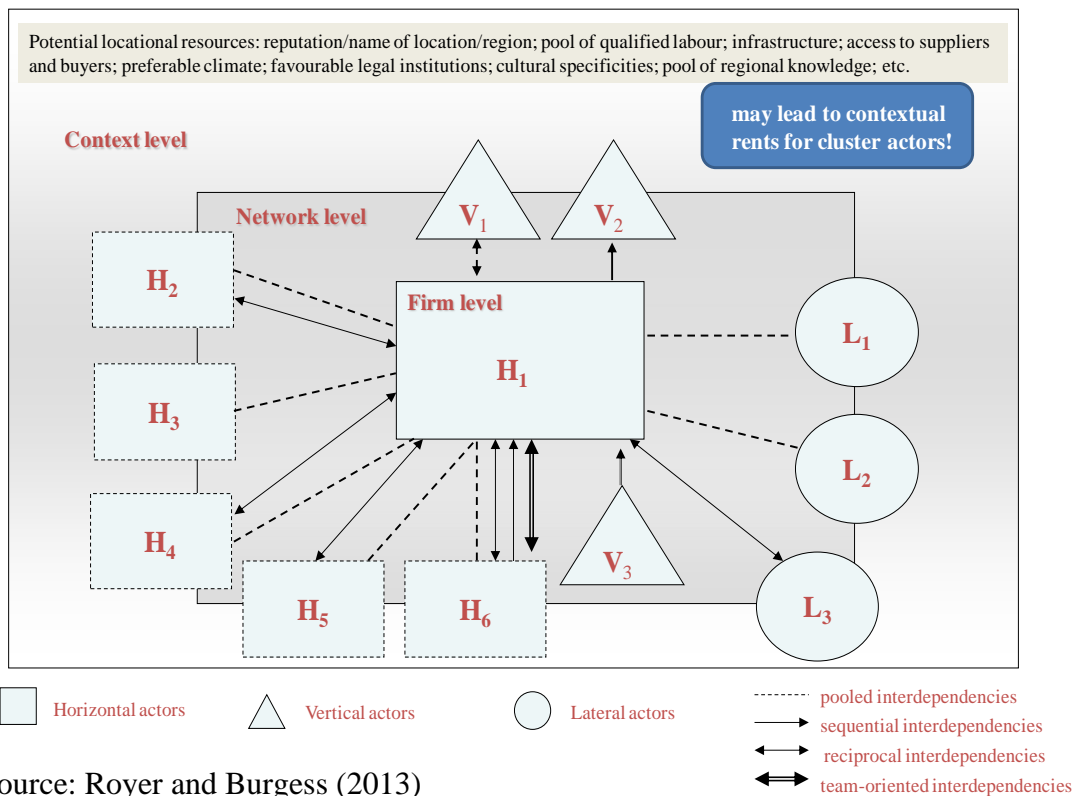 Potential locational resources: reputation/name of location/region; pool of qualified labour; infrastructure; access to suppliers
and buyers; preferable climate; favourable legal institutions; cultural specificities; pool of regional knowledge; etc.
may lead to contextual
rents for cluster actors!
Context level
Network level
V1
V2
H2
Firm level
L1
H1
H3
L2
H4
V3
H5
H6
L3
Horizontal actors
Vertical actors
Lateral actors
pooled interdependencies
sequential interdependencies
reciprocal interdependencies
team-oriented interdependencies
ource: Royer and Burgess (2013)